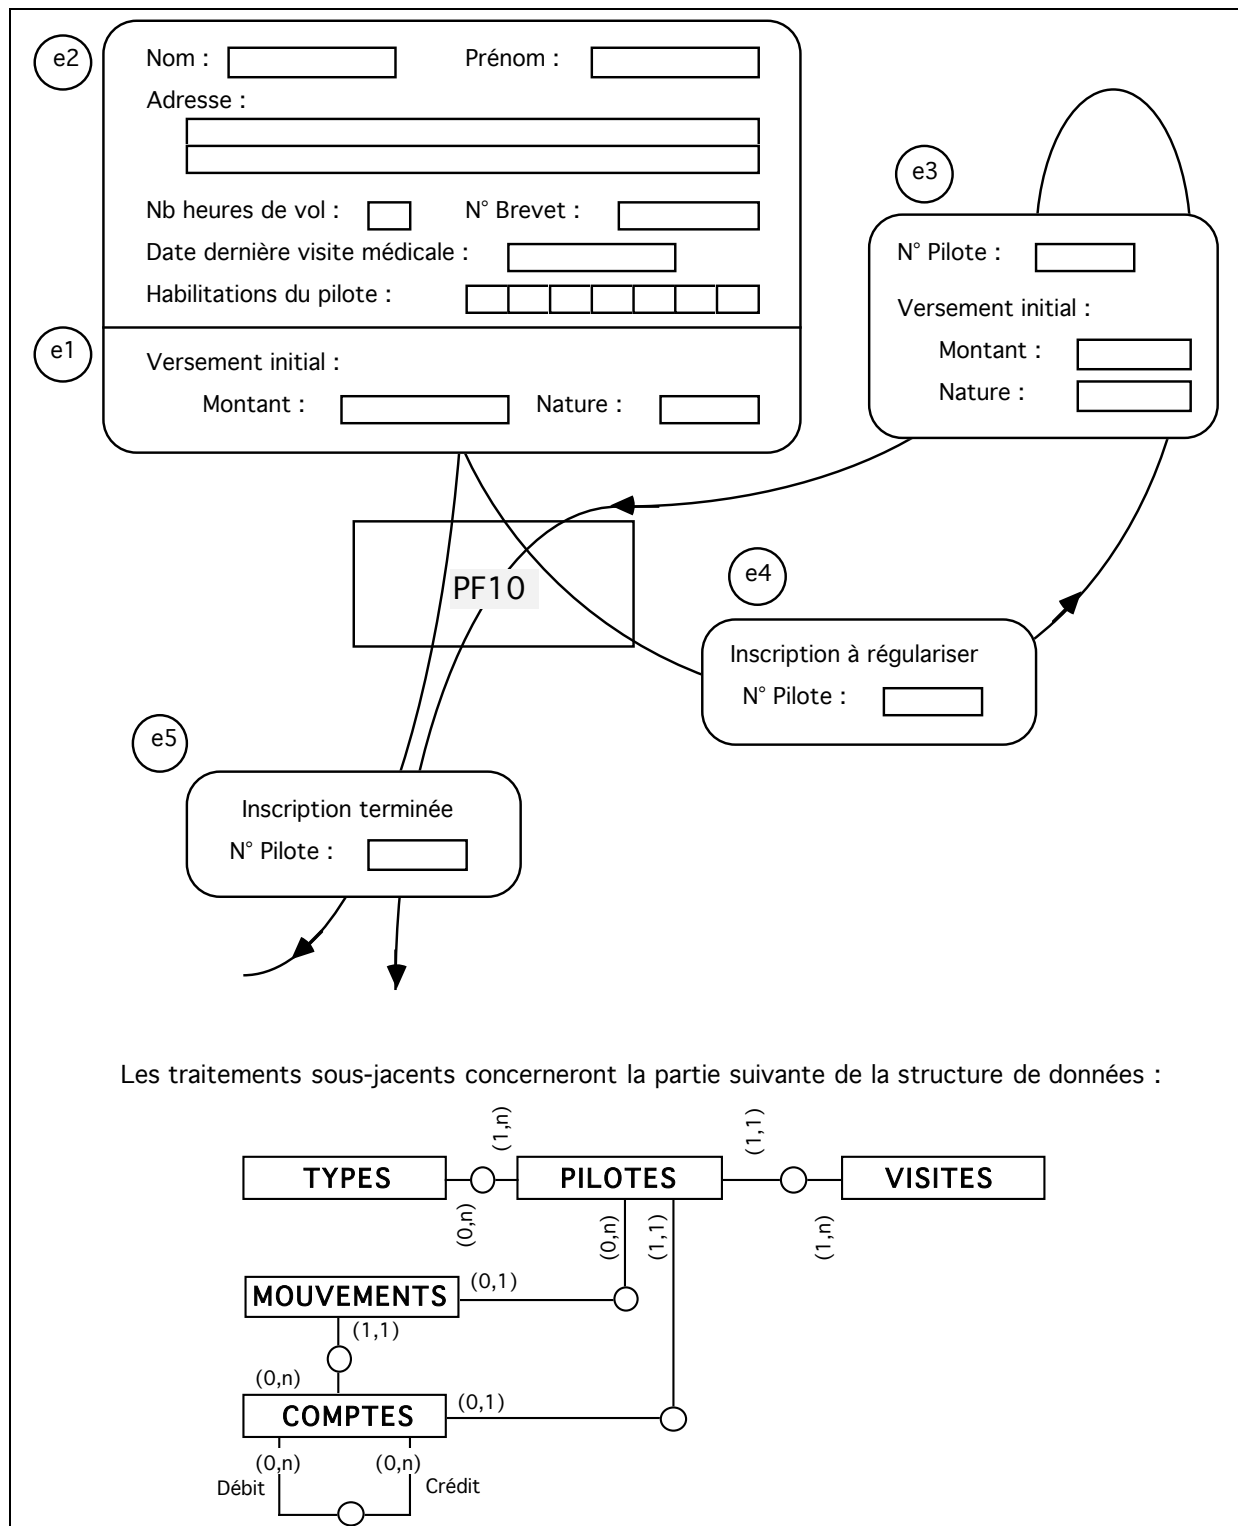 e2
Nom :
Prénom :
Adresse :
e3
Nb heures de vol :
N° Brevet :
Date dernière visite médicale :
Habilitations du pilote :
N° Pilote :
Versement initial :
Montant :
Nature :
e1
Versement initial :
Montant :
Nature :
PF10
e4
Inscription à régulariser
N° Pilote :
e5
Inscription terminée
N° Pilote :
Les traitements sous-jacents concerneront la partie suivante de la structure de données :
(1,n)
(1,1)
TYPES
PILOTES
VISITES
(0,n)
(0,n)
(1,1)
(1,n)
MOUVEMENTS
(0,1)
(1,1)
(0,n)
COMPTES
(0,1)
(0,n)
(0,n)
Débit
Crédit